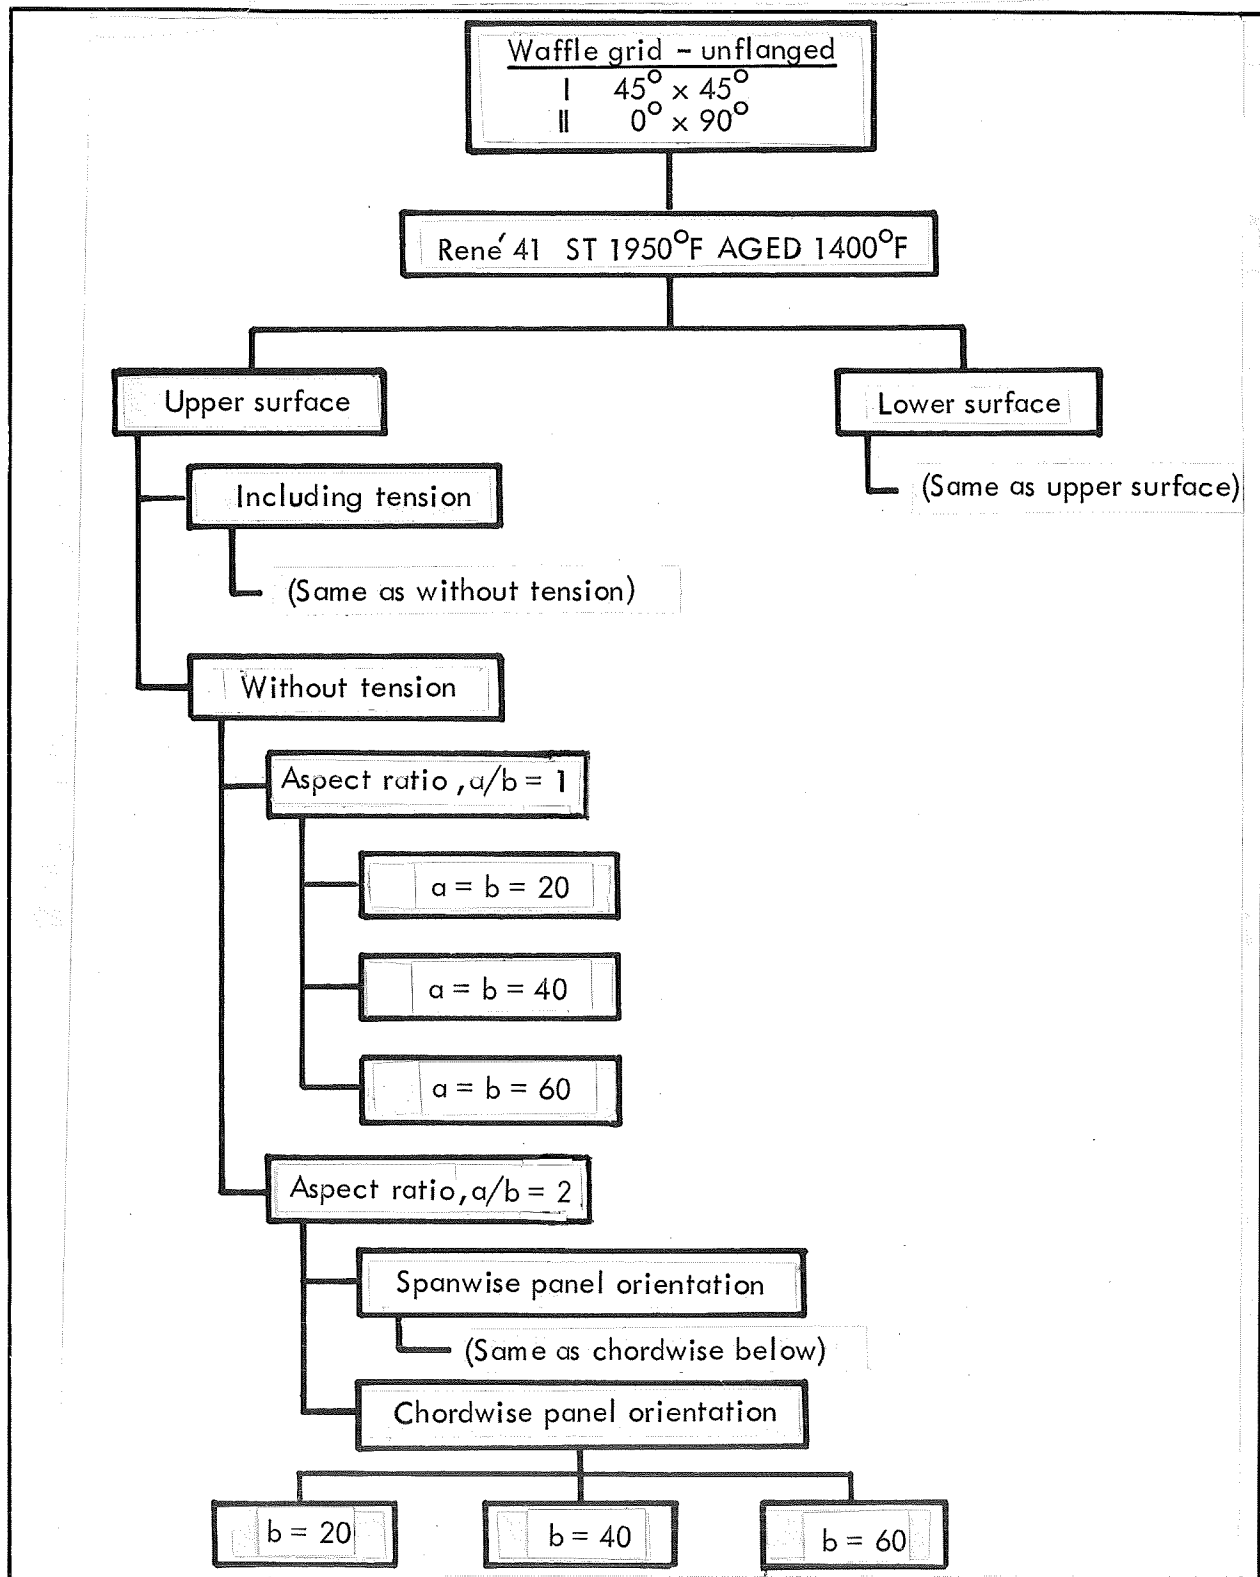 Waffle grid - unflanged
I 45° x 45°
II 0° x 90°
René 41 ST 1950°F AGED 1400°F
Upper surface
Lower surface
Including tension
(Same as upper surface)
(Same as without tension)
Without tension
Aspect ratio, a/b = 1
a = b = 20
a = b = 40
a = b = 60
Aspect ratio, a/b = 2
Spanwise panel orientation
(Same as chordwise below)
Chordwise panel orientation
b = 20
b = 40
b = 60